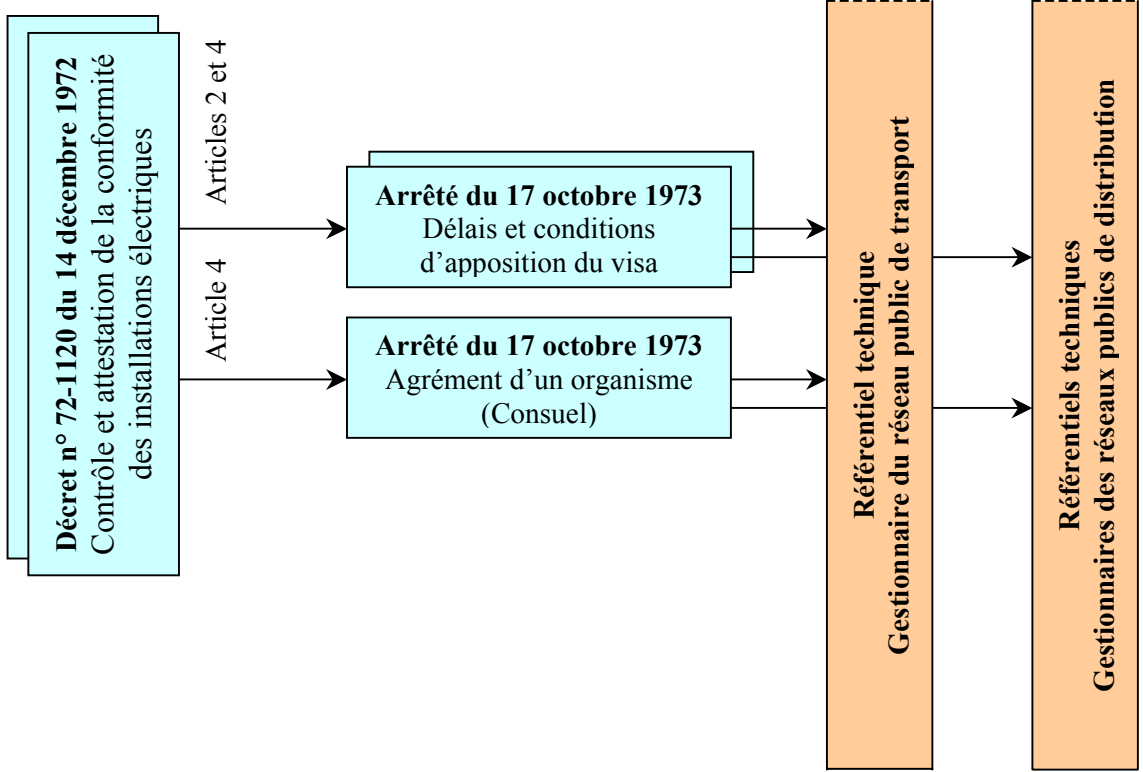 Décret n° 72-1120 du 14 décembre 1972
Contrôle et attestation de la conformité
des installations électriques
Articles 2 et 4
Article 4
Arrêté du 17 octobre 1973
Délais et conditions
d’apposition du visa
Arrêté du 17 octobre 1973
Agrément d’un organisme
(Consuel)
Référentiel technique
Gestionnaire du réseau public de transport
Référentiels techniques
Gestionnaires des réseaux publics de distribution